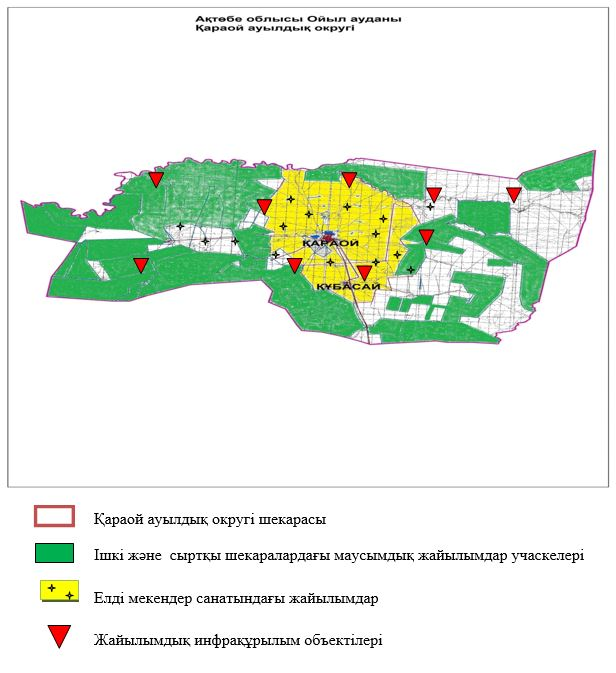 Ақтөбе облысы Ойыл ауданы
Қараой ауылдық округі
ҚАРАОЙ
ҚҰБАСАЙ
Қараой ауылдық округі шекарасы
Ішкі және сыртқы шекаралардағы маусымдық жайылымдар учаскелері
Елді мекендер санатындағы жайылымдар
Жайылымдық инфрақұрылым объектілері